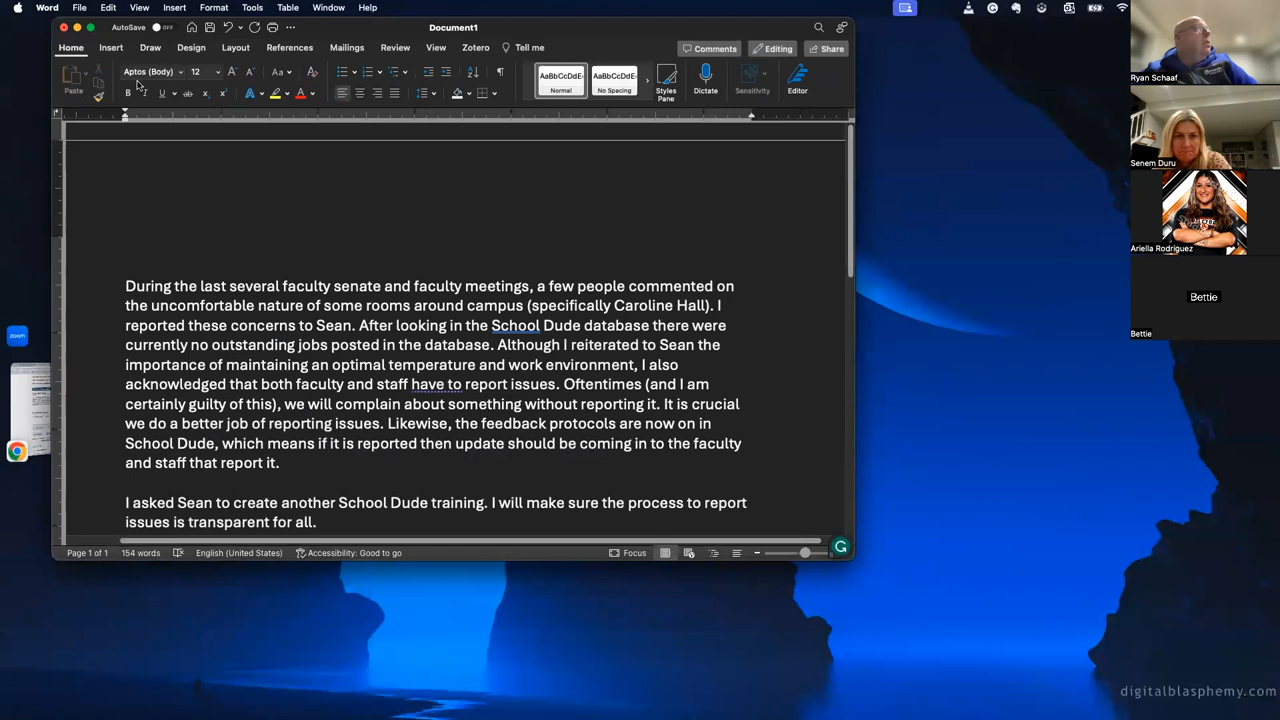 Word File Edit View Insert Format Tools Table Window Help
AutoSave OFF Document1
Home Insert Draw Design Layout References Mailings Review View Zotero Tell me Comments Editing Share
Paste Aptos (Body) 12 Aa AaBbCcDdE Normal AaBbCcDdE No Spacing Styles Pane Dictate Sensitivity Editor
During the last several faculty senate and faculty meetings, a few people commented on
the uncomfortable nature of some rooms around campus (specifically Caroline Hall). I
reported these concerns to Sean. After looking in the School Dude database there were
currently no outstanding jobs posted in the database. Although I reiterated to Sean the
importance of maintaining an optimal temperature and work environment, I also
acknowledged that both faculty and staff have to report issues. Oftentimes (and I am
certainly guilty of this), we will complain about something without reporting it. It is crucial
we do a better job of reporting issues. Likewise, the feedback protocols are now on in
School Dude, which means if it is reported then update should be coming in to the faculty
and staff that report it.
I asked Sean to create another School Dude training. I will make sure the process to report
issues is transparent for all.
Page 1 of 1 154 words English (United States) Accessibility: Good to go Focus
zoom
Ryan Schaaf
Senem Duru
Ariella Rodriguez
Bettie
Bettie
digitalblasphemy.com